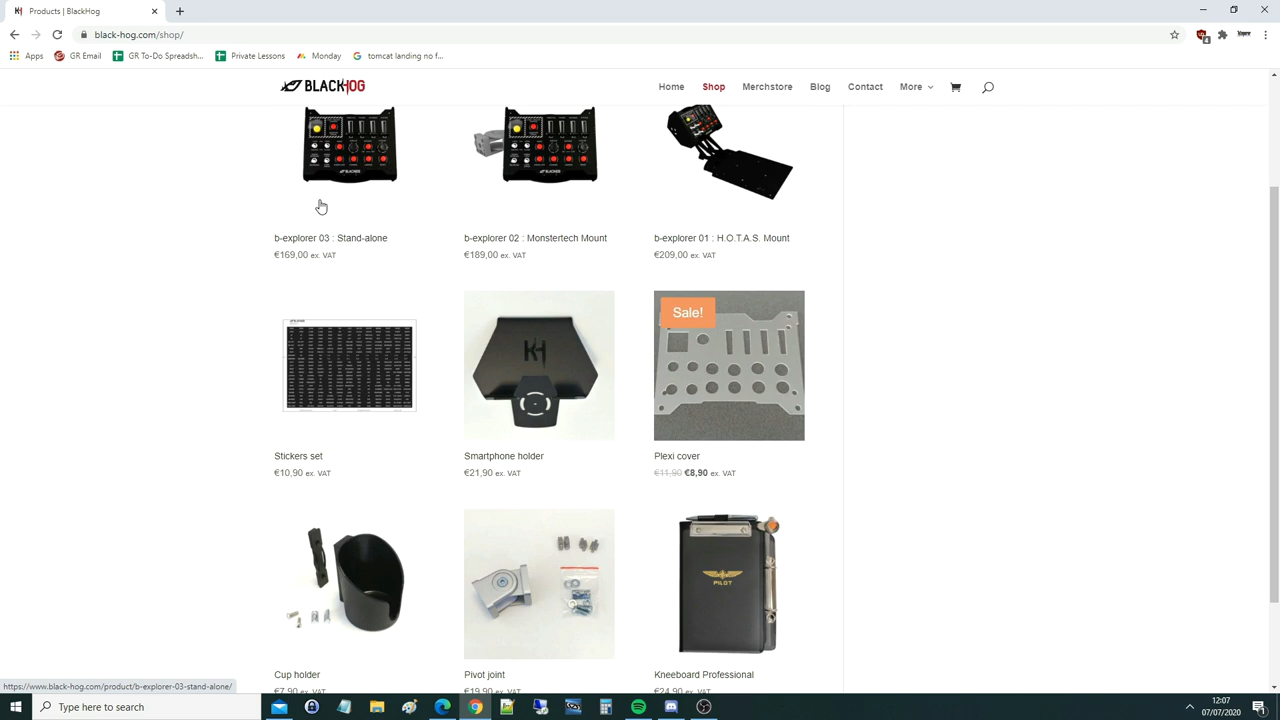 Products | BlackHog
black-hog.com/shop/
Apps
GR Email
GR To-Do Spreadsh...
Private Lessons
Monday
tomcat landing no f...
BLACKHOG
Home
Shop
Merchstore
Blog
Contact
More
b-explorer 03 : Stand-alone
€169,00 ex. VAT
b-explorer 02 : Monstertech Mount
€189,00 ex. VAT
b-explorer 01 : H.O.T.A.S. Mount
€209,00 ex. VAT
Sale!
Stickers set
€10,90 ex. VAT
Smartphone holder
€21,90 ex. VAT
Plexi cover
€11,90 €8,90 ex. VAT
PILOT
Cup holder
€7,90 ex. VAT
Pivot joint
€19,90 ex. VAT
Kneeboard Professional
€24,90 ex. VAT
https://www.black-hog.com/product/b-explorer-03-stand-alone/
Type here to search
12:07
07/07/2020